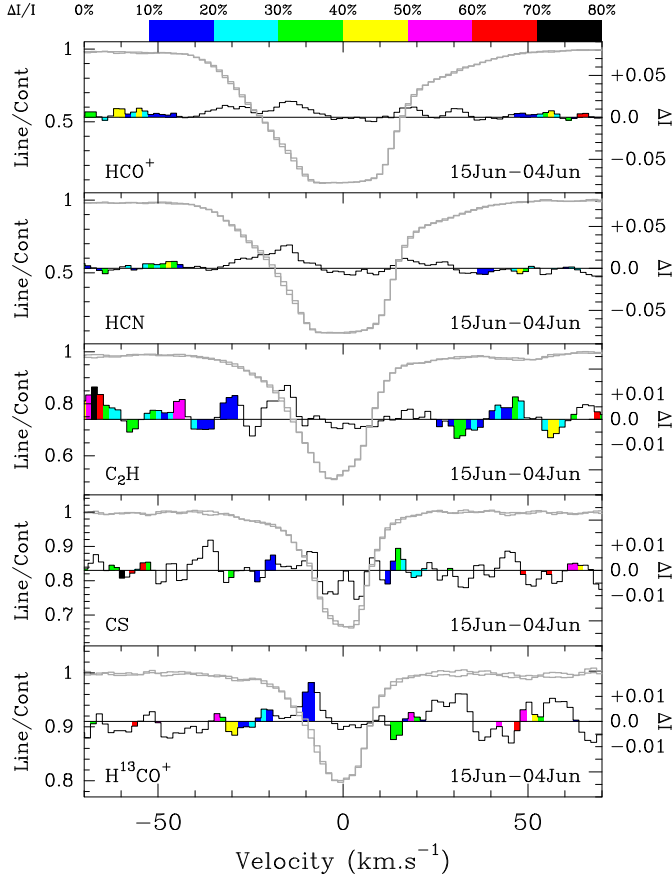 ΔI/I 0% 10% 20% 30% 40% 50% 60% 70% 80%
Line/Cont 1 0.5 HCO⁺ 15Jun−04Jun +0.05 0.0 −0.05 ΔI
Line/Cont 1 0.5 HCN 15Jun−04Jun +0.05 0.0 −0.05 ΔI
Line/Cont 1 0.8 0.6 C₂H 15Jun−04Jun +0.01 0.0 −0.01 ΔI
Line/Cont 1 0.9 0.8 0.7 CS 15Jun−04Jun +0.01 0.0 −0.01 ΔI
Line/Cont 1 0.9 0.8 H¹³CO⁺ 15Jun−04Jun +0.01 0.0 −0.01 ΔI
−50 0 50
Velocity (km.s⁻¹)